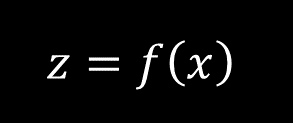 z = f(x)